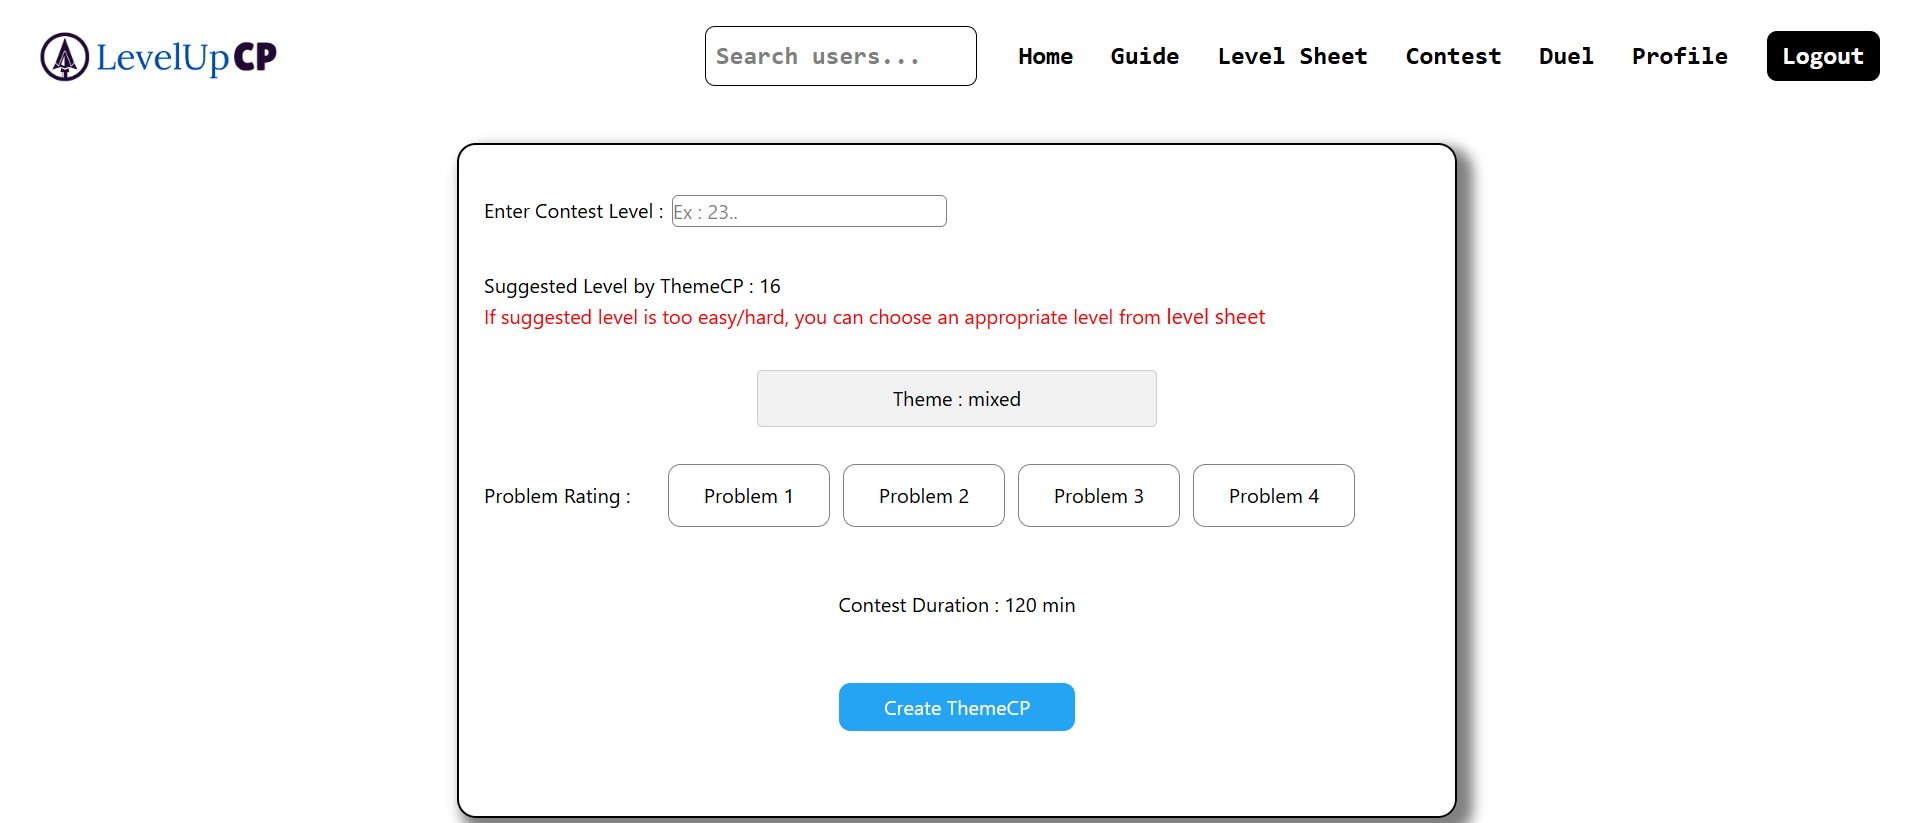 LevelUp CP
Search users...
Home
Guide
Level Sheet
Contest
Duel
Profile
Logout
Enter Contest Level : Ex : 23..
Suggested Level by ThemeCP : 16
If suggested level is too easy/hard, you can choose an appropriate level from level sheet
Theme : mixed
Problem Rating : Problem 1 Problem 2 Problem 3 Problem 4
Contest Duration : 120 min
Create ThemeCP